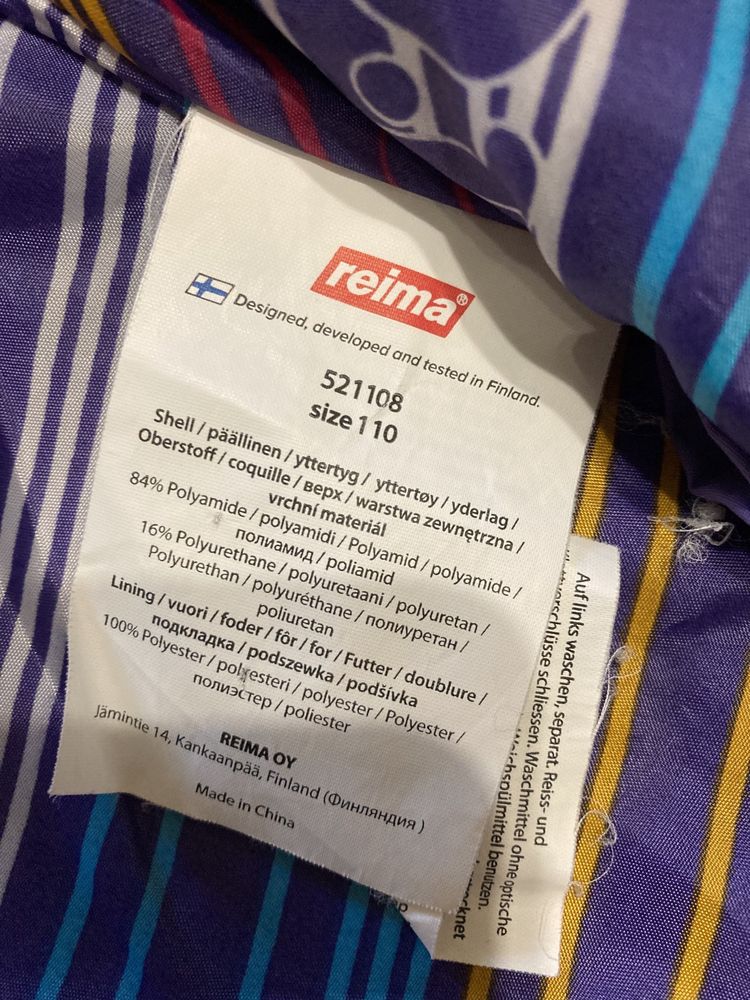 reima®
Designed, developed and tested in Finland.
521108
size 110
Shell / päällinen / yttertyg / yttertøy / yderlag /
Oberstoff / coquille / верх / warstwa zewnętrzna /
vrchní materiál
84% Polyamide / polyamidi / Polyamid / polyamide /
полиамид / poliamid
16% Polyurethane / polyuretaani / polyuretan /
Polyurethan / polyuréthane / полиуретан /
poliuretan
Lining / vuori / foder / fôr / for / Futter / doublure /
подкладка / podszewka / podšívka
100% Polyester / polyesteri / polyester / Polyester /
полиэстер / poliester
REIMA OY
Jämintie 14, Kankaanpää, Finland (Финляндия )
Made in China
Auf links waschen, separat. Reiss- und
schliessen. Waschmittel ohne optische
benutzen.